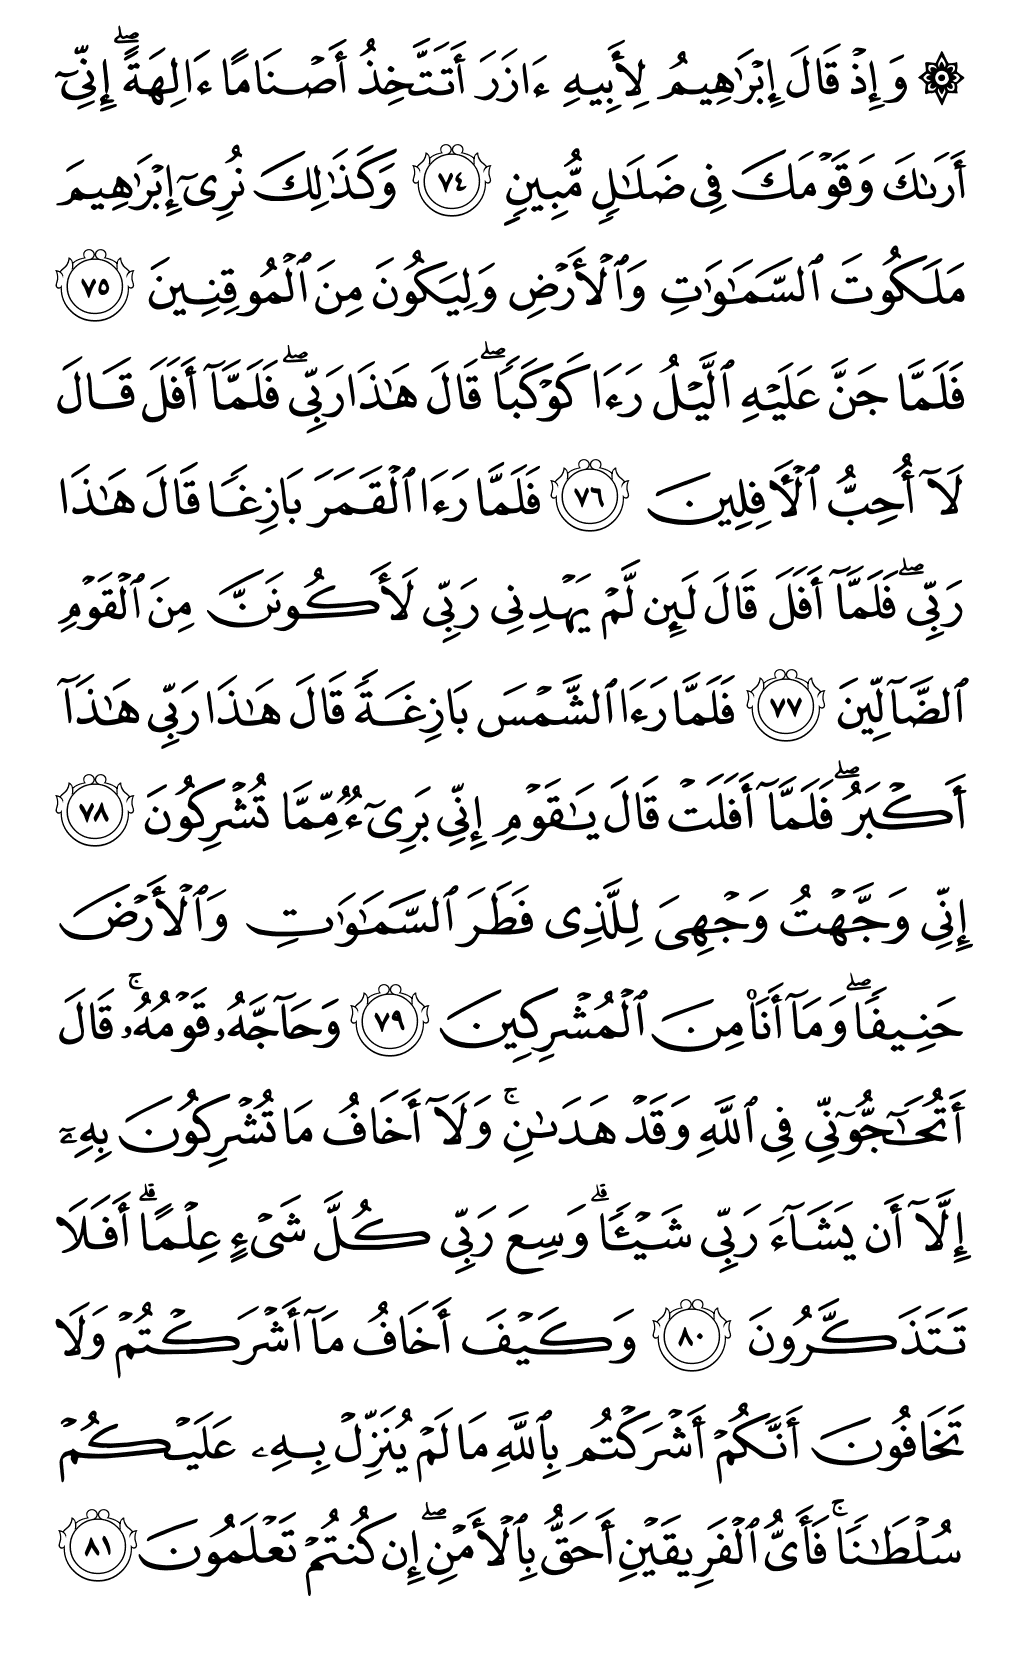 ۞ وَإِذۡ قَالَ إِبۡرَٰهِيمُ لِأَبِيهِ ءَازَرَ أَتَتَّخِذُ أَصۡنَامًا ءَالِهَةً إِنِّيٓ
أَرَىٰكَ وَقَوۡمَكَ فِي ضَلَٰلٖ مُّبِينٖ ٧٤ وَكَذَٰلِكَ نُرِيٓ إِبۡرَٰهِيمَ
مَلَكُوتَ ٱلسَّمَٰوَٰتِ وَٱلۡأَرۡضِ وَلِيَكُونَ مِنَ ٱلۡمُوقِنِينَ ٧٥
فَلَمَّا جَنَّ عَلَيۡهِ ٱلَّيۡلُ رَءَا كَوۡكَبٗاۖ قَالَ هَٰذَا رَبِّيۖ فَلَمَّآ أَفَلَ قَالَ
لَآ أُحِبُّ ٱلۡأٓفِلِينَ ٧٦ فَلَمَّا رَءَا ٱلۡقَمَرَ بَازِغٗا قَالَ هَٰذَا
رَبِّيۖ فَلَمَّآ أَفَلَ قَالَ لَئِن لَّمۡ يَهۡدِنِي رَبِّي لَأَكُونَنَّ مِنَ ٱلۡقَوۡمِ
ٱلضَّآلِّينَ ٧٧ فَلَمَّا رَءَا ٱلشَّمۡسَ بَازِغَةٗ قَالَ هَٰذَا رَبِّي هَٰذَآ
أَكۡبَرُۖ فَلَمَّآ أَفَلَتۡ قَالَ يَٰقَوۡمِ إِنِّي بَرِيٓءٞ مِّمَّا تُشۡرِكُونَ ٧٨
إِنِّي وَجَّهۡتُ وَجۡهِيَ لِلَّذِي فَطَرَ ٱلسَّمَٰوَٰتِ وَٱلۡأَرۡضَ
حَنِيفٗاۖ وَمَآ أَنَا۠ مِنَ ٱلۡمُشۡرِكِينَ ٧٩ وَحَآجَّهُۥ قَوۡمُهُۥۚ قَالَ
أَتُحَٰٓجُّوٓنِّي فِي ٱللَّهِ وَقَدۡ هَدَىٰنِۚ وَلَآ أَخَافُ مَا تُشۡرِكُونَ بِهِۦٓ
إِلَّآ أَن يَشَآءَ رَبِّي شَيۡـٔٗاۗ وَسِعَ رَبِّي كُلَّ شَيۡءٍ عِلۡمًاۗ أَفَلَا
تَتَذَكَّرُونَ ٨٠ وَكَيۡفَ أَخَافُ مَآ أَشۡرَكۡتُمۡ وَلَا
تَخَافُونَ أَنَّكُمۡ أَشۡرَكۡتُم بِٱللَّهِ مَا لَمۡ يُنَزِّلۡ بِهِۦ عَلَيۡكُمۡ
سُلۡطَٰنٗاۚ فَأَيُّ ٱلۡفَرِيقَيۡنِ أَحَقُّ بِٱلۡأَمۡنِۖ إِن كُنتُمۡ تَعۡلَمُونَ ٨١